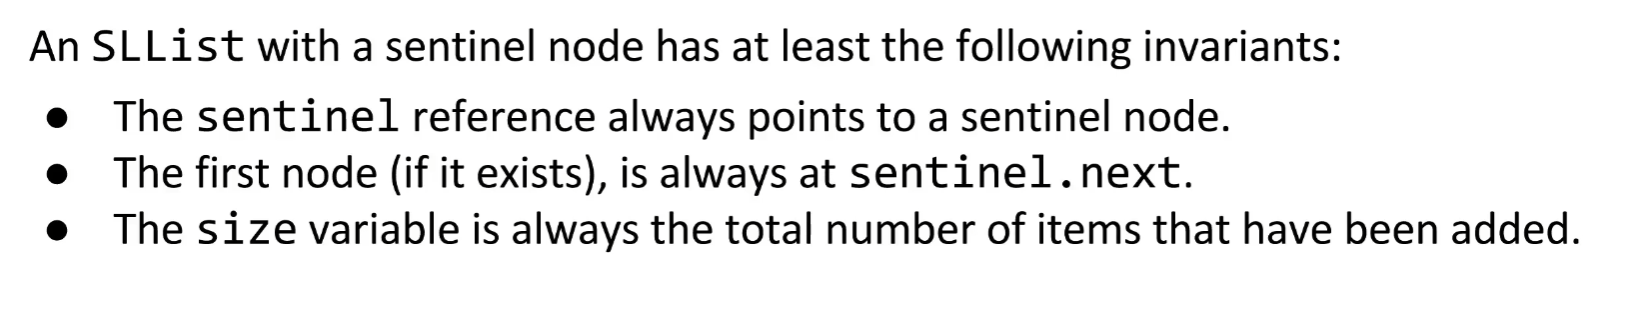 An SLList with a sentinel node has at least the following invariants:
● The sentinel reference always points to a sentinel node.
● The first node (if it exists), is always at sentinel.next.
● The size variable is always the total number of items that have been added.